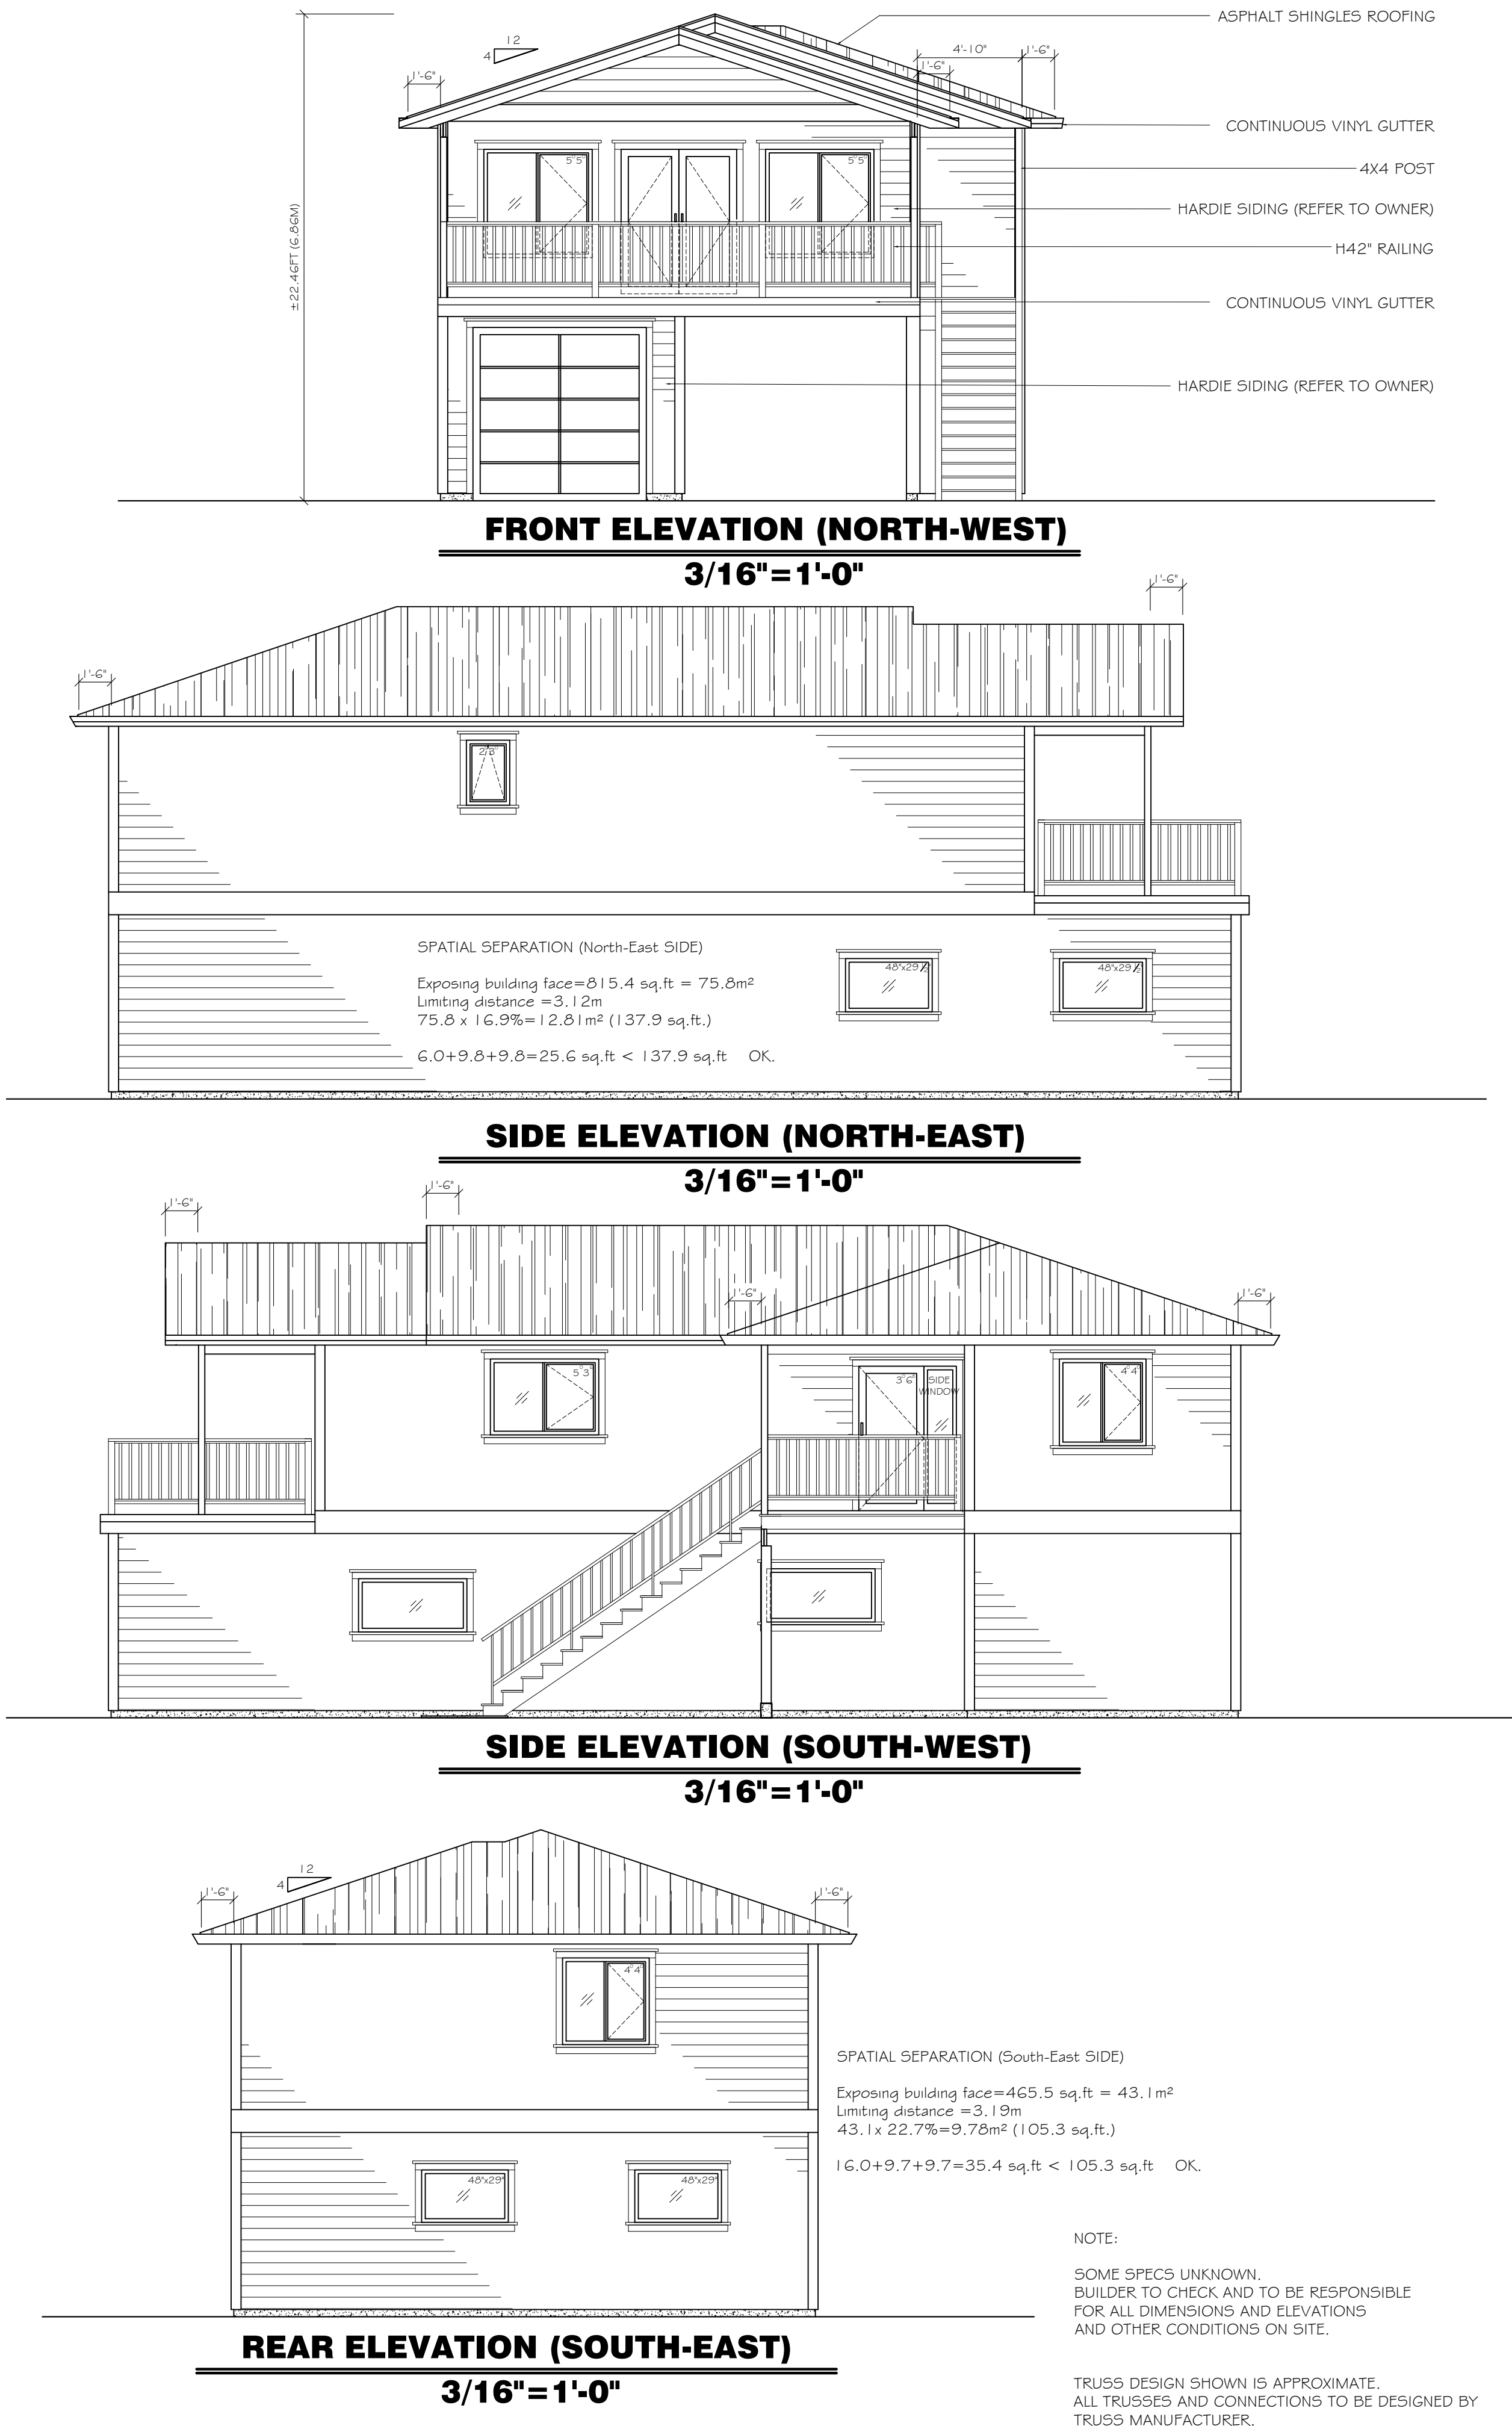 ASPHALT SHINGLES ROOFING
12
4
4'-10"
1'-6"
1'-6"
1'-6"
CONTINUOUS VINYL GUTTER
5°5°
5°5°
4X4 POST
HARDIE SIDING (REFER TO OWNER)
±22.46FT (6.86M)
H42" RAILING
CONTINUOUS VINYL GUTTER
HARDIE SIDING (REFER TO OWNER)
FRONT ELEVATION (NORTH-WEST)
3/16"=1'-0"
1'-6"
1'-6"
2°3°
SPATIAL SEPARATION (North-East SIDE)
Exposing building face=815.4 sq.ft = 75.8m²
Limiting distance =3.12m
75.8 x 16.9%=12.81m² (137.9 sq.ft.)
6.0+9.8+9.8=25.6 sq.ft < 137.9 sq.ft OK.
48"x29 1/2"
48"x29 1/2"
SIDE ELEVATION (NORTH-EAST)
3/16"=1'-0"
1'-6"
1'-6"
1'-6"
1'-6"
5°3°
3°6°
SIDE
WINDOW
4°4°
SIDE ELEVATION (SOUTH-WEST)
3/16"=1'-0"
12
4
1'-6"
1'-6"
4°4°
SPATIAL SEPARATION (South-East SIDE)
Exposing building face=465.5 sq.ft = 43.1m²
Limiting distance =3.19m
43.1x 22.7%=9.78m² (105.3 sq.ft.)
16.0+9.7+9.7=35.4 sq.ft < 105.3 sq.ft OK.
48"x29"
48"x29"
REAR ELEVATION (SOUTH-EAST)
3/16"=1'-0"
NOTE:
SOME SPECS UNKNOWN.
BUILDER TO CHECK AND TO BE RESPONSIBLE
FOR ALL DIMENSIONS AND ELEVATIONS
AND OTHER CONDITIONS ON SITE.
TRUSS DESIGN SHOWN IS APPROXIMATE.
ALL TRUSSES AND CONNECTIONS TO BE DESIGNED BY
TRUSS MANUFACTURER.